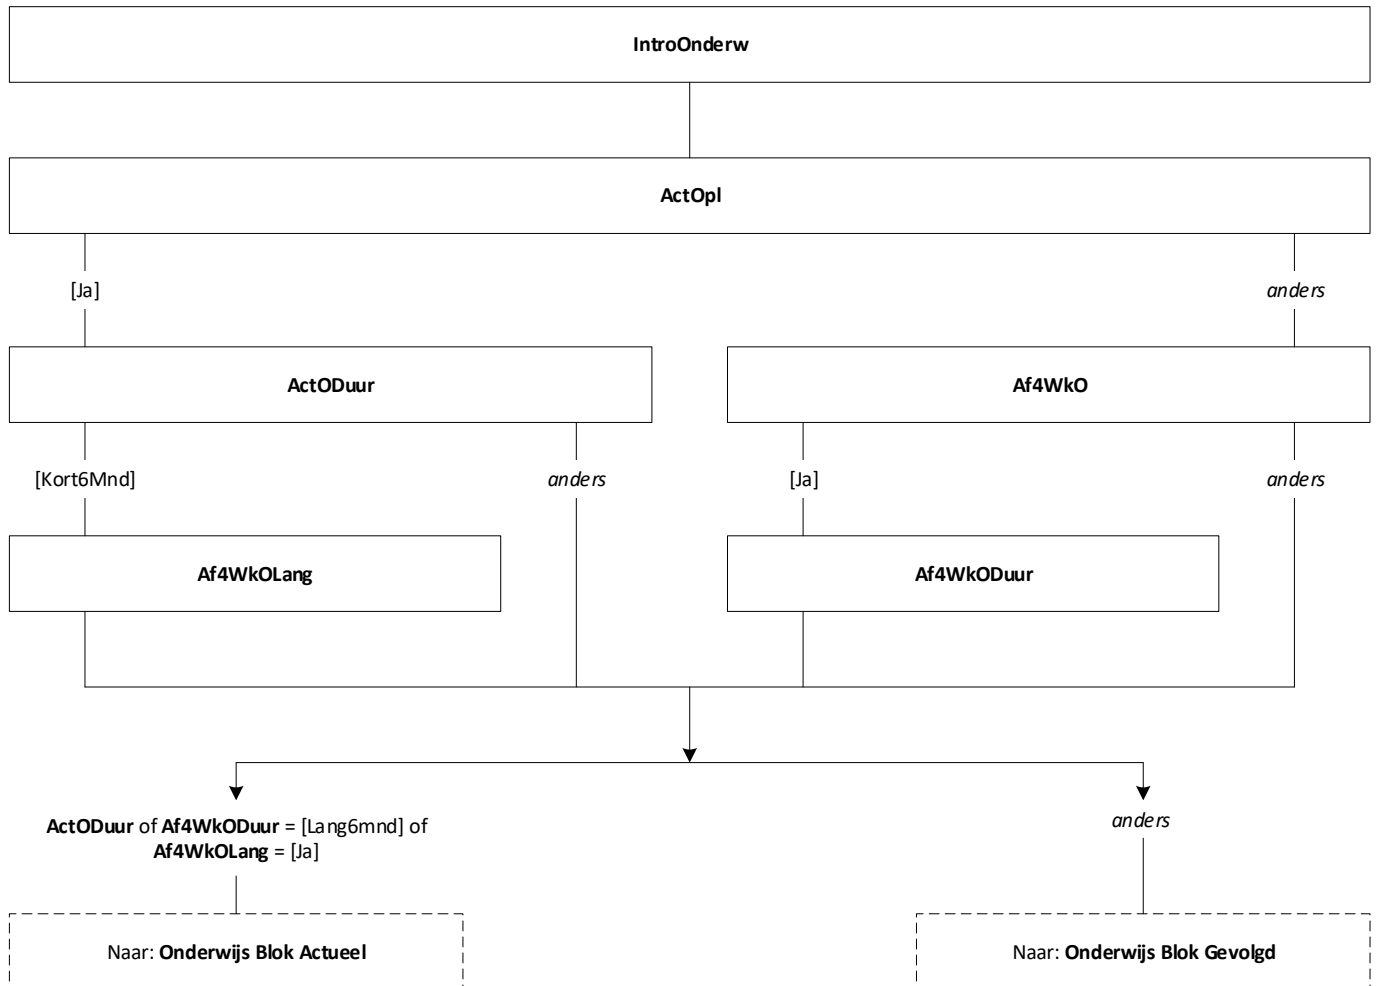 IntroOnderw
ActOpl
[Ja]
anders
ActODuur
Af4WkO
[Kort6Mnd]
anders
[Ja]
anders
Af4WkOLang
Af4WkODuur
ActODuur of Af4WkODuur = [Lang6mnd] of
Af4WkOLang = [Ja]
anders
Naar: Onderwijs Blok Actueel
Naar: Onderwijs Blok Gevolgd